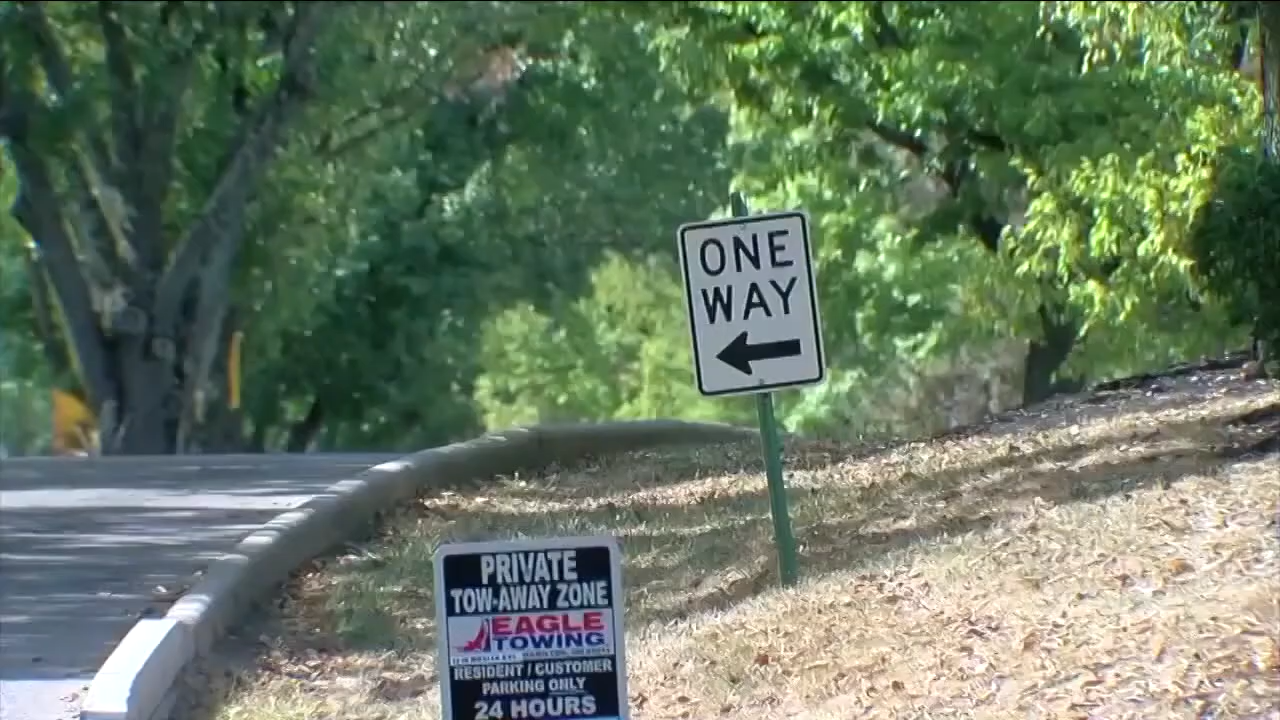 ONE
WAY
PRIVATE
TOW-AWAY ZONE
EAGLE
TOWING
RESIDENT / CUSTOMER
PARKING ONLY
24 HOURS